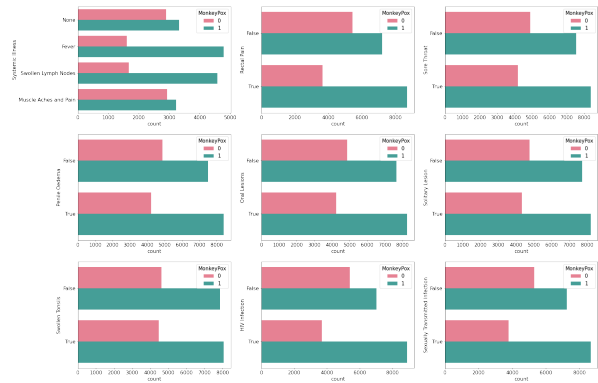 Systemic Illness
None
Fever
Swollen Lymph Nodes
Muscle Aches and Pain
MonkeyPox
0
1
0 1000 2000 3000 4000 5000
count
Rectal Pain
False
True
MonkeyPox
0
1
0 2000 4000 6000 8000
count
Sore Throat
False
True
MonkeyPox
0
1
0 1000 2000 3000 4000 5000 6000 7000 8000
count
Penile Oedema
False
True
MonkeyPox
0
1
0 1000 2000 3000 4000 5000 6000 7000 8000
count
Oral Lesions
False
True
MonkeyPox
0
1
0 1000 2000 3000 4000 5000 6000 7000 8000
count
Solitary Lesion
False
True
MonkeyPox
0
1
0 1000 2000 3000 4000 5000 6000 7000 8000
count
Swollen Tonsils
False
True
MonkeyPox
0
1
0 1000 2000 3000 4000 5000 6000 7000 8000
count
HIV Infection
False
True
MonkeyPox
0
1
0 2000 4000 6000 8000
count
Sexually Transmitted Infection
False
True
MonkeyPox
0
1
0 2000 4000 6000 8000
count